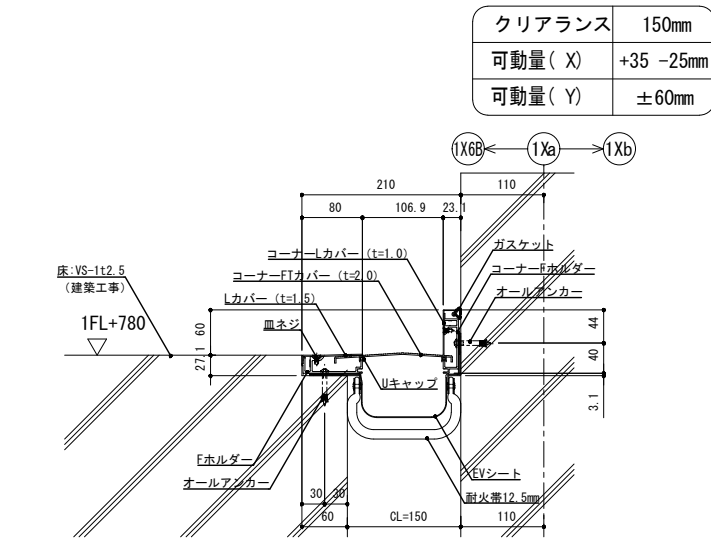 クリアランス 150mm
可動量( X) +35 -25mm
可動量( Y) ±60mm
1X6B 1Xa 1Xb
210 110
80 106.9 23.1
ガスケット
コーナーLカバー (t=1.0)
コーナーFホルダー
コーナーFTカバー (t=2.0)
床:VS-1t2.5
(建築工事)
オールアンカー
Lカバー (t=1.5)
1FL+780
皿ネジ
60 44
27.1 40
Uキャップ
3.1
Fホルダー
EVシート
オールアンカー
耐火帯12.5mm
30 30
60 CL=150 110